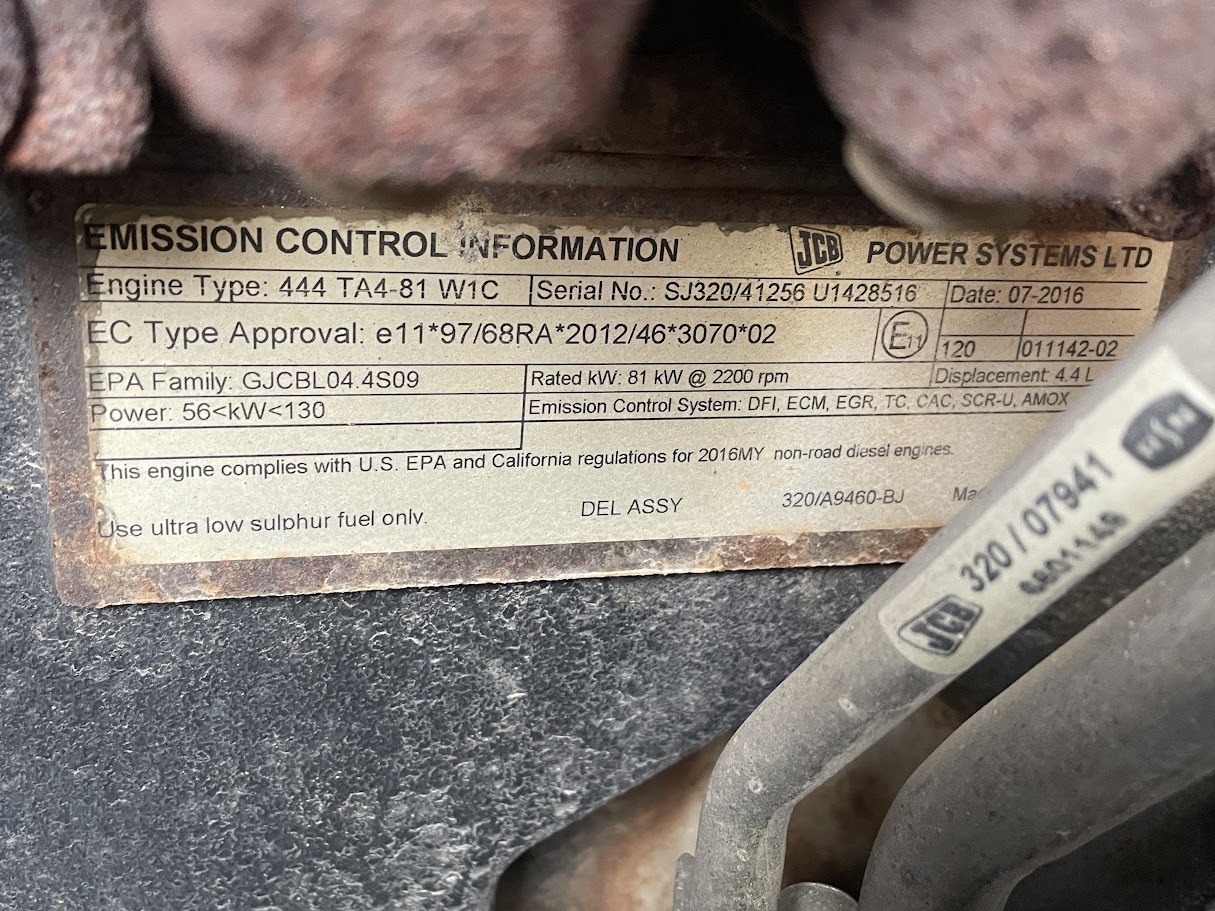 EMISSION CONTROL INFORMATION JCB POWER SYSTEMS LTD
Engine Type: 444 TA4-81 W1C Serial No.: SJ320/41256 U1428516 Date: 07-2016
EC Type Approval: e11*97/68RA*2012/46*3070*02 E11 120 011142-02
EPA Family: GJCBL04.4S09 Rated kW: 81 kW @ 2200 rpm Displacement: 4.4 L
Power: 56<kW<130 Emission Control System: DFI, ECM, EGR, TC, CAC, SCR-U, AMOX
This engine complies with U.S. EPA and California regulations for 2016MY non-road diesel engines.
Use ultra low sulphur fuel only. DEL ASSY 320/A9460-BJ
JCB 320/07941